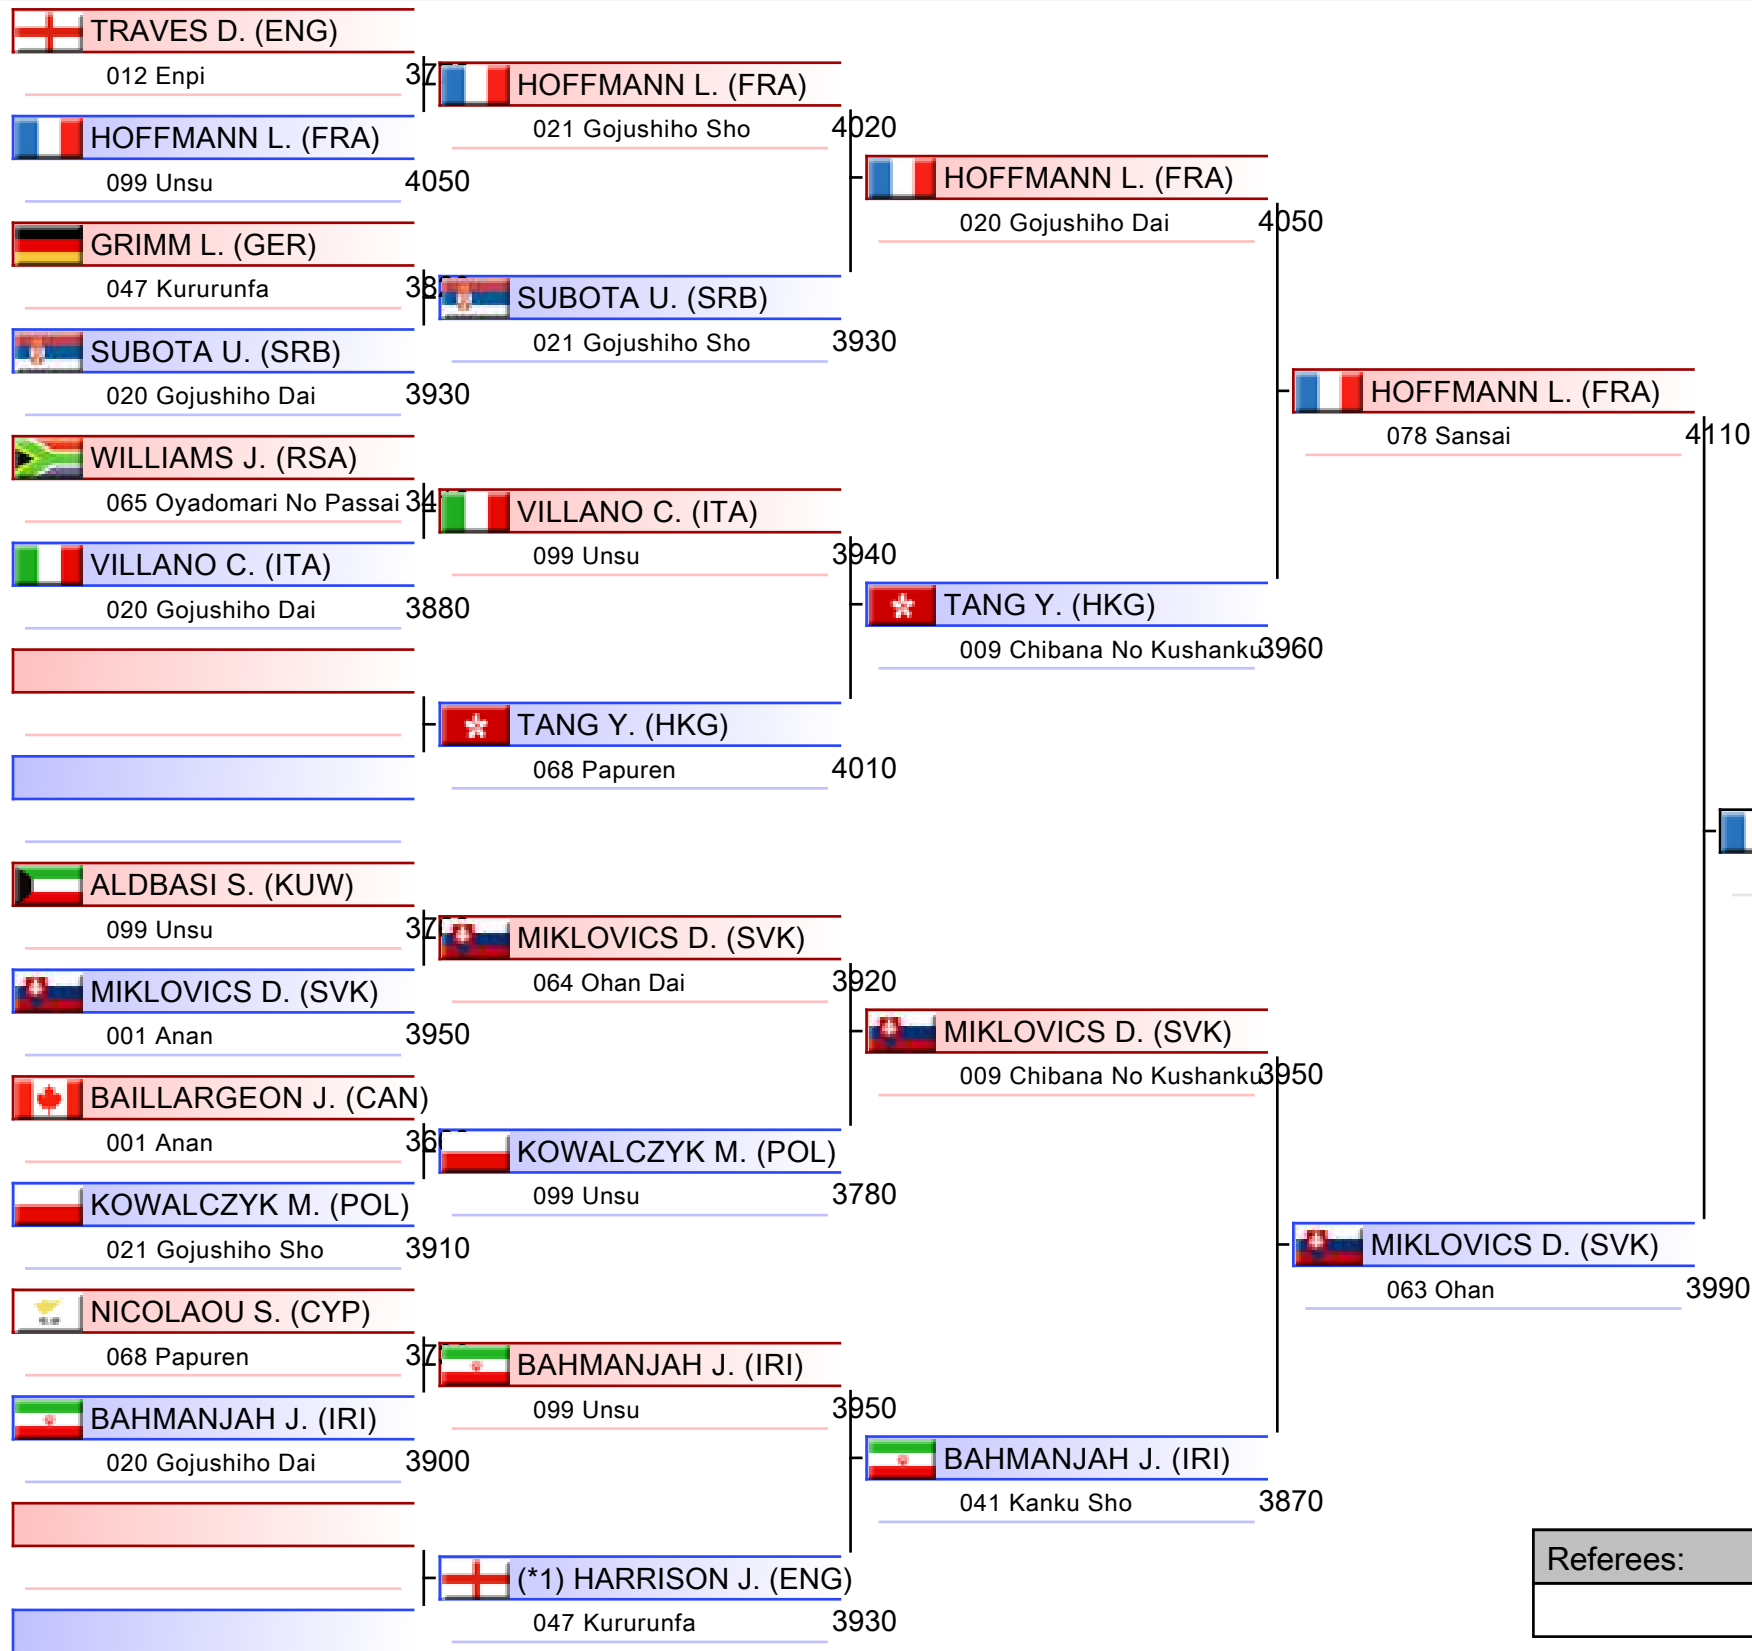 TRAVES D. (ENG)
012 Enpi
HOFFMANN L. (FRA)
099 Unsu 4050
GRIMM L. (GER)
047 Kururunfa
SUBOTA U. (SRB)
020 Gojushiho Dai 3930
WILLIAMS J. (RSA)
065 Oyadomari No Passai
VILLANO C. (ITA)
020 Gojushiho Dai 3880
ALDBASI S. (KUW)
099 Unsu
MIKLOVICS D. (SVK)
001 Anan 3950
BAILLARGEON J. (CAN)
001 Anan
KOWALCZYK M. (POL)
021 Gojushiho Sho 3910
NICOLAOU S. (CYP)
068 Papuren
BAHMANJAH J. (IRI)
020 Gojushiho Dai 3900
HOFFMANN L. (FRA)
021 Gojushiho Sho 4020
SUBOTA U. (SRB)
021 Gojushiho Sho 3930
VILLANO C. (ITA)
099 Unsu 3940
TANG Y. (HKG)
068 Papuren 4010
MIKLOVICS D. (SVK)
064 Ohan Dai 3920
KOWALCZYK M. (POL)
099 Unsu 3780
BAHMANJAH J. (IRI)
099 Unsu 3950
(*1) HARRISON J. (ENG)
047 Kururunfa 3930
HOFFMANN L. (FRA)
020 Gojushiho Dai 4050
TANG Y. (HKG)
009 Chibana No Kushanku 3960
MIKLOVICS D. (SVK)
009 Chibana No Kushanku 3950
BAHMANJAH J. (IRI)
041 Kanku Sho 3870
HOFFMANN L. (FRA)
078 Sansai 4110
MIKLOVICS D. (SVK)
063 Ohan 3990
Referees: